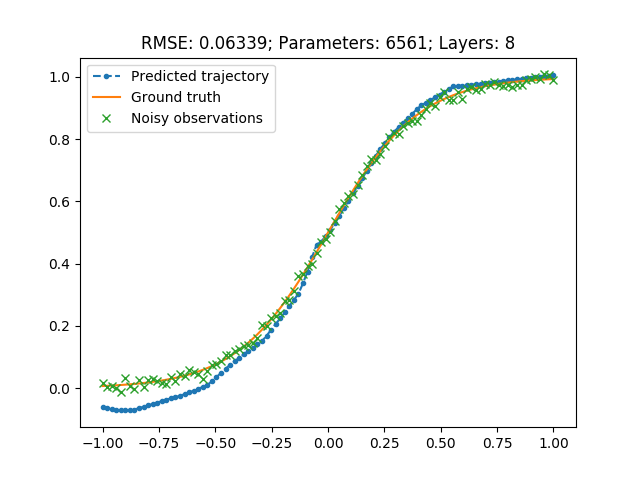 RMSE: 0.06339; Parameters: 6561; Layers: 8
Predicted trajectory
Ground truth
Noisy observations
1.0
0.8
0.6
0.4
0.2
0.0
−1.00 −0.75 −0.50 −0.25 0.00 0.25 0.50 0.75 1.00